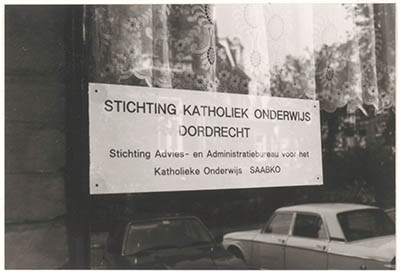 STICHTING KATHOLIEK ONDERWIJS
DORDRECHT
Stichting Advies- en Administratiebureau voor het
Katholieke Onderwijs SAABKO